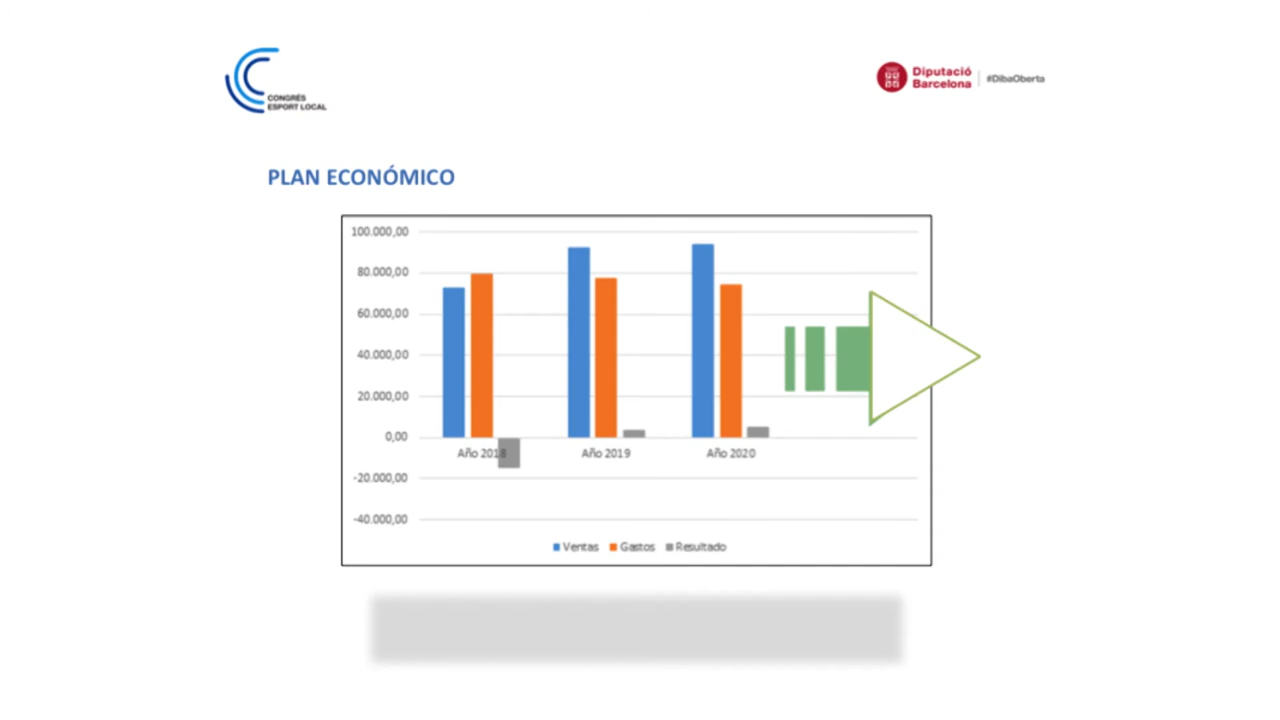 CONGRÉS
ESPORT LOCAL
Diputació
Barcelona
#DibaOberta
PLAN ECONÓMICO
100.000,00
80.000,00
60.000,00
40.000,00
20.000,00
0,00
-20.000,00
-40.000,00
Año 2018 Año 2019 Año 2020
Ventas Gastos Resultado